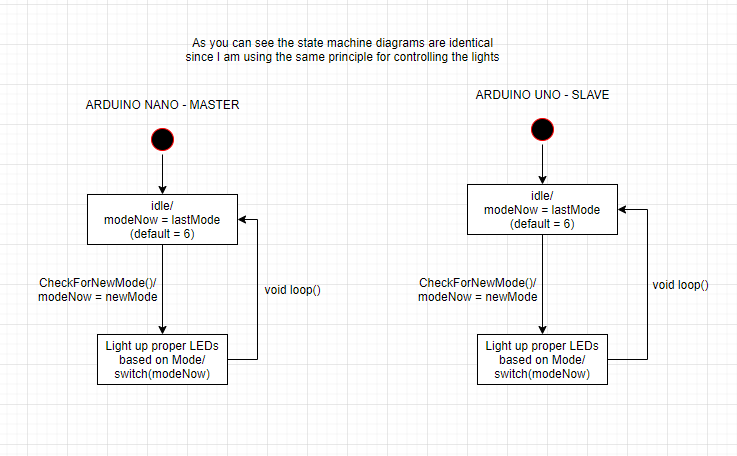 As you can see the state machine diagrams are identical
since I am using the same principle for controlling the lights
ARDUINO NANO - MASTER
idle/
modeNow = lastMode
(default = 6)
CheckForNewMode()/
modeNow = newMode
void loop()
Light up proper LEDs
based on Mode/
switch(modeNow)
ARDUINO UNO - SLAVE
idle/
modeNow = lastMode
(default = 6)
CheckForNewMode()/
modeNow = newMode
void loop()
Light up proper LEDs
based on Mode/
switch(modeNow)